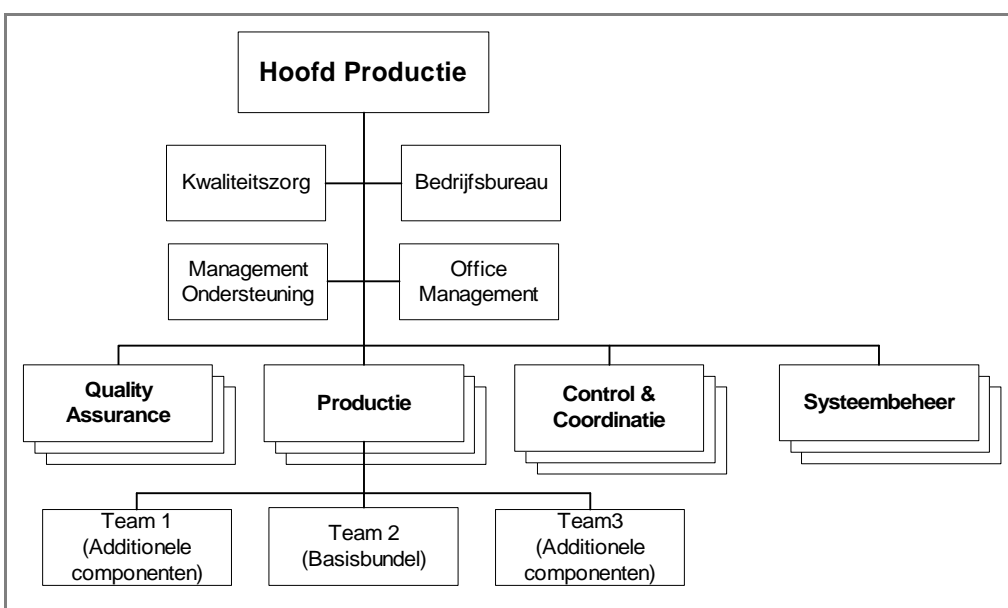 Hoofd Productie
Kwaliteitszorg
Bedrijfsbureau
Management
Ondersteuning
Office
Management
Quality
Assurance
Productie
Control &
Coordinatie
Systeembeheer
Team 1
(Additionele
componenten)
Team 2
(Basisbundel)
Team3
(Additionele
componenten)